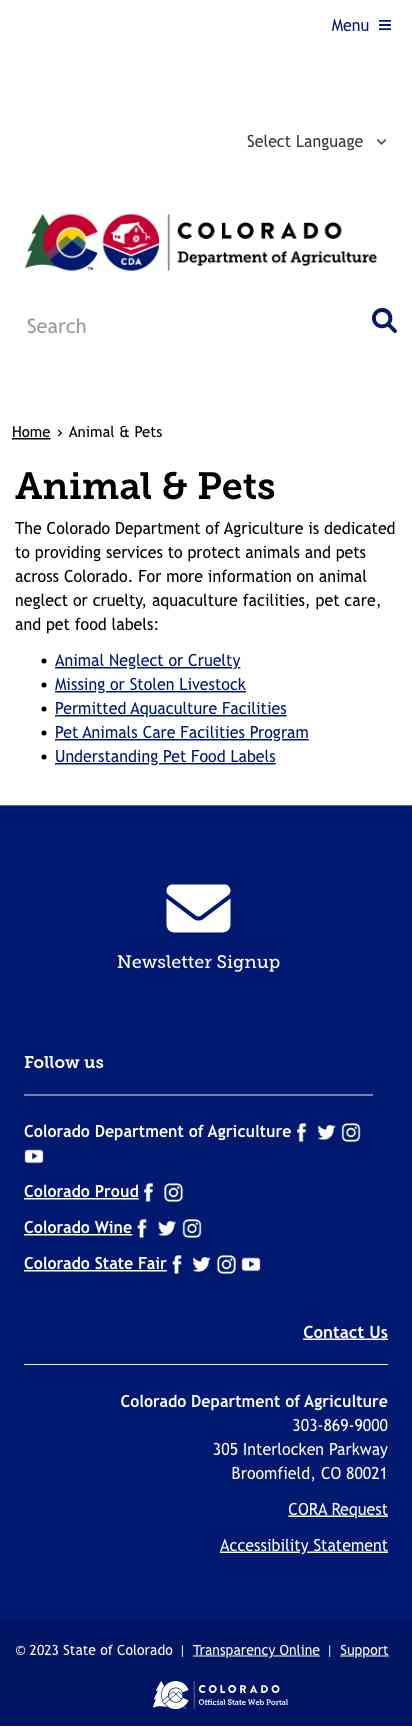 Menu
Select Language
CDA
TM
COLORADO
Department of Agriculture
Search
Home › Animal & Pets
Animal & Pets
The Colorado Department of Agriculture is dedicated
to providing services to protect animals and pets
across Colorado. For more information on animal
neglect or cruelty, aquaculture facilities, pet care,
and pet food labels:
• Animal Neglect or Cruelty
• Missing or Stolen Livestock
• Permitted Aquaculture Facilities
• Pet Animals Care Facilities Program
• Understanding Pet Food Labels
Newsletter Signup
Follow us
Colorado Department of Agriculture
Colorado Proud
Colorado Wine
Colorado State Fair
Contact Us
Colorado Department of Agriculture
303-869-9000
305 Interlocken Parkway
Broomfield, CO 80021
CORA Request
Accessibility Statement
© 2023 State of Colorado | Transparency Online | Support
COLORADO
Official State Web Portal